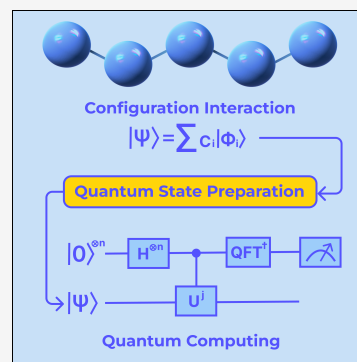 Configuration Interaction
|Ψ⟩=∑cᵢ|Φᵢ⟩
Quantum State Preparation
|0⟩⊗n H⊗n QFT†
|Ψ⟩ Uʲ
Quantum Computing